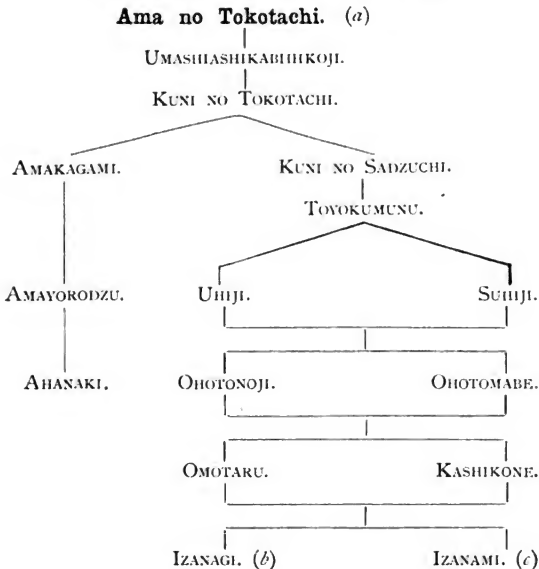 Ama no Tokotachi. (a)
Umashiashikabihikoji.
Kuni no Tokotachi.
Amakagami. Kuni no Sadzuchi.
Toyokumunu.
Amayorodzu. Uhiji. Suhiji.
Ahanaki. Ohotonoji. Ohotomabe.
Omotaru. Kashikone.
Izanagi. (b) Izanami. (c)